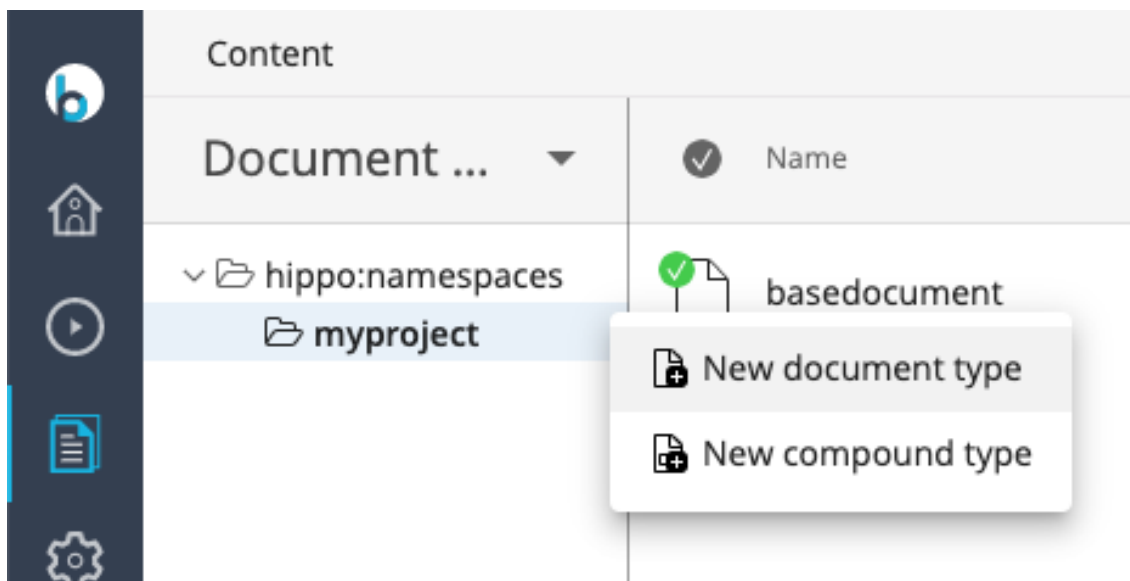 Content
Document ...
Name
hippo:namespaces
basedocument
myproject
New document type
New compound type